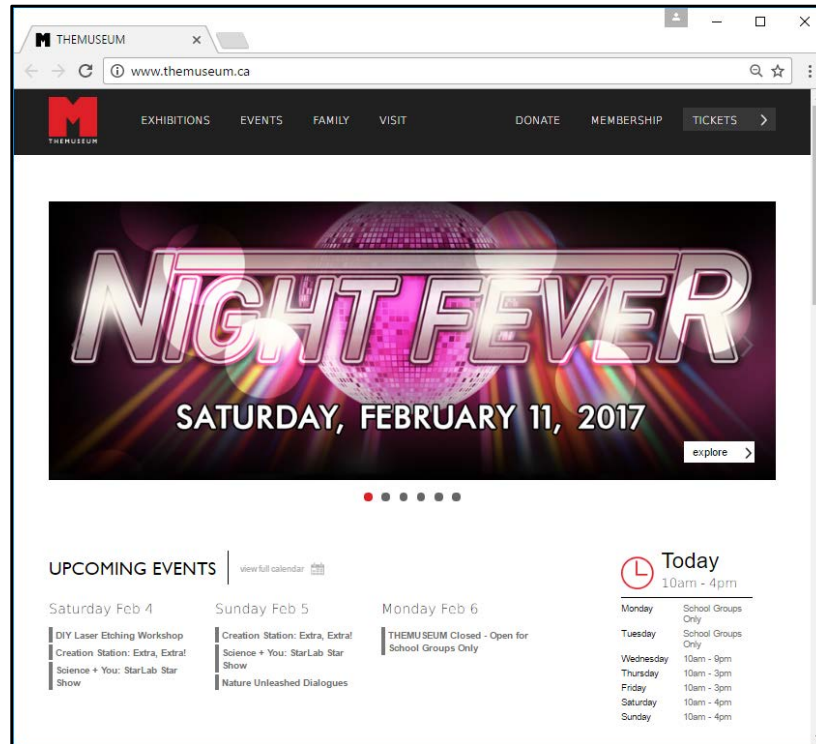 THEMUSEUM
www.themuseum.ca
M
THEMUSEUM
EXHIBITIONS EVENTS FAMILY VISIT DONATE MEMBERSHIP TICKETS
NIGHT FEVER
SATURDAY, FEBRUARY 11, 2017
explore
UPCOMING EVENTS view full calendar
Saturday Feb 4
DIY Laser Etching Workshop
Creation Station: Extra, Extra!
Science + You: StarLab Star
Show
Sunday Feb 5
Creation Station: Extra, Extra!
Science + You: StarLab Star
Show
Nature Unleashed Dialogues
Monday Feb 6
THEMUSEUM Closed - Open for
School Groups Only
Today
10am - 4pm
Monday School Groups
Only
Tuesday School Groups
Only
Wednesday 10am - 9pm
Thursday 10am - 3pm
Friday 10am - 3pm
Saturday 10am - 4pm
Sunday 10am - 4pm